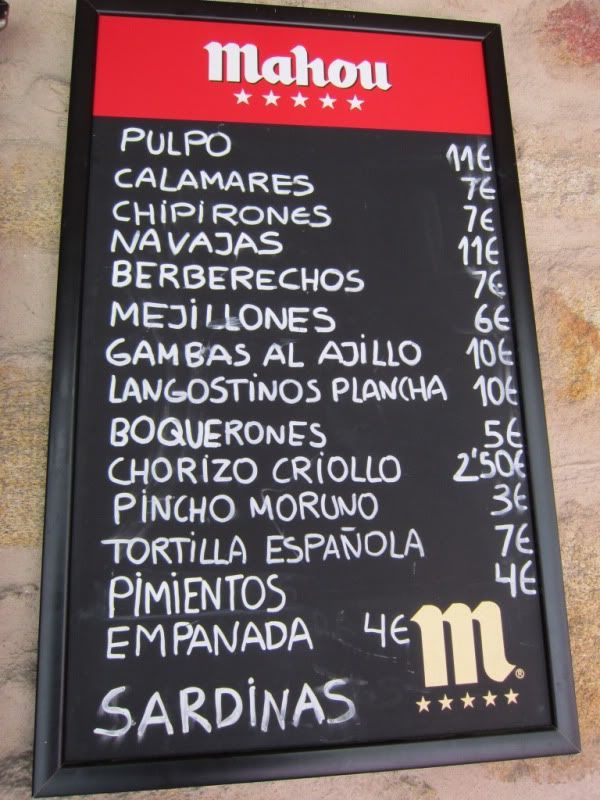 mahou
PULPO 11€
CALAMARES 7€
CHIPIRONES 7€
NAVAJAS 11€
BERBERECHOS 7€
MEJILLONES 6€
GAMBAS AL AJILLO 10€
LANGOSTINOS PLANCHA 10€
BOQUERONES 5€
CHORIZO CRIOLLO 2'50€
PINCHO MORUNO 3€
TORTILLA ESPAÑOLA 7€
PIMIENTOS 4€
EMPANADA 4€
m®
SARDINAS